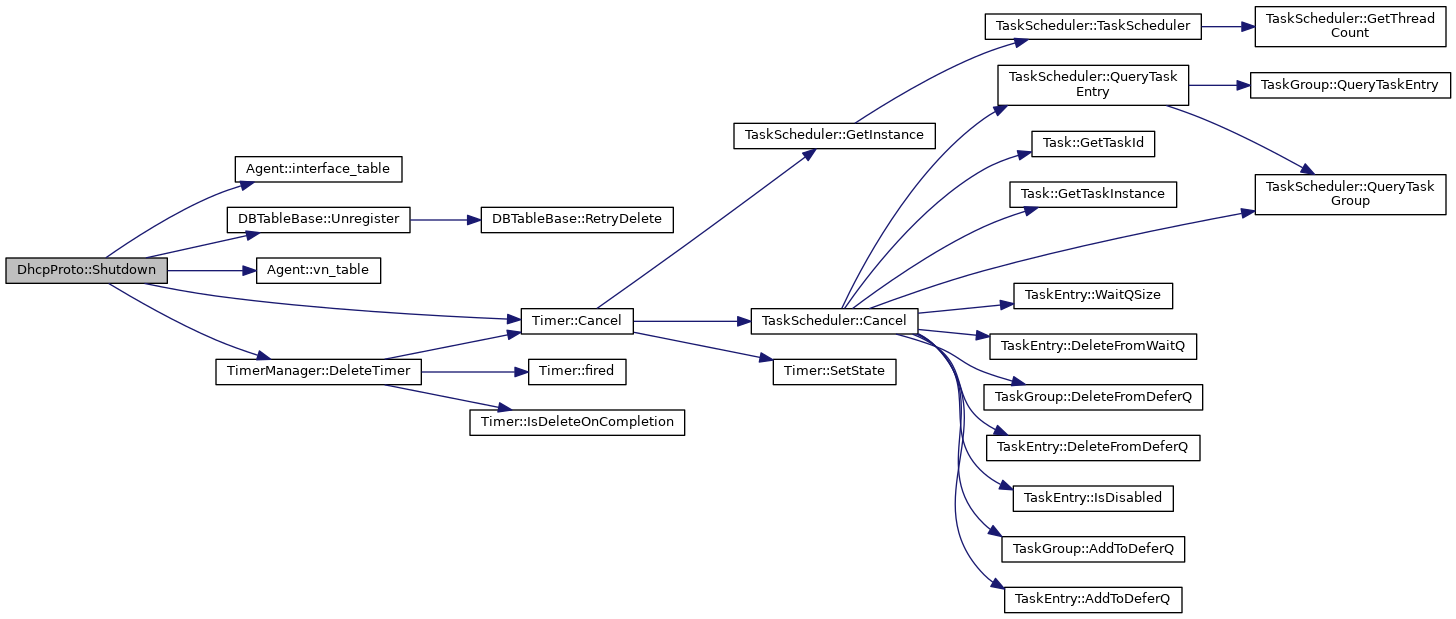 DhcpProto::Shutdown
Agent::interface_table
DBTableBase::Unregister
Agent::vn_table
TimerManager::DeleteTimer
DBTableBase::RetryDelete
Timer::Cancel
Timer::fired
Timer::IsDeleteOnCompletion
TaskScheduler::GetInstance
TaskScheduler::Cancel
Timer::SetState
TaskScheduler::TaskScheduler
TaskScheduler::QueryTask
Entry
Task::GetTaskId
Task::GetTaskInstance
TaskEntry::WaitQSize
TaskEntry::DeleteFromWaitQ
TaskGroup::DeleteFromDeferQ
TaskEntry::DeleteFromDeferQ
TaskEntry::IsDisabled
TaskGroup::AddToDeferQ
TaskEntry::AddToDeferQ
TaskScheduler::GetThread
Count
TaskGroup::QueryTaskEntry
TaskScheduler::QueryTask
Group